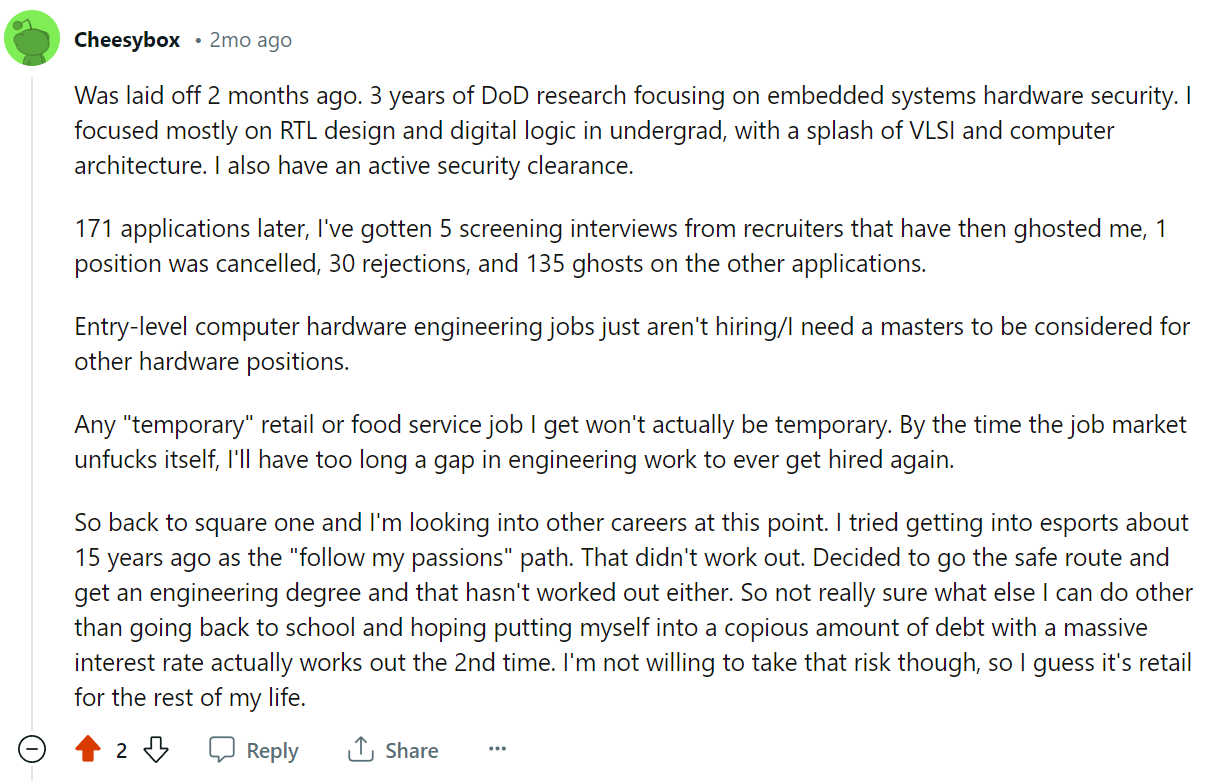 Cheesybox • 2mo ago
Was laid off 2 months ago. 3 years of DoD research focusing on embedded systems hardware security. I
focused mostly on RTL design and digital logic in undergrad, with a splash of VLSI and computer
architecture. I also have an active security clearance.
171 applications later, I've gotten 5 screening interviews from recruiters that have then ghosted me, 1
position was cancelled, 30 rejections, and 135 ghosts on the other applications.
Entry-level computer hardware engineering jobs just aren't hiring/I need a masters to be considered for
other hardware positions.
Any "temporary" retail or food service job I get won't actually be temporary. By the time the job market
unfucks itself, I'll have too long a gap in engineering work to ever get hired again.
So back to square one and I'm looking into other careers at this point. I tried getting into esports about
15 years ago as the "follow my passions" path. That didn't work out. Decided to go the safe route and
get an engineering degree and that hasn't worked out either. So not really sure what else I can do other
than going back to school and hoping putting myself into a copious amount of debt with a massive
interest rate actually works out the 2nd time. I'm not willing to take that risk though, so I guess it's retail
for the rest of my life.
2 Reply Share ···